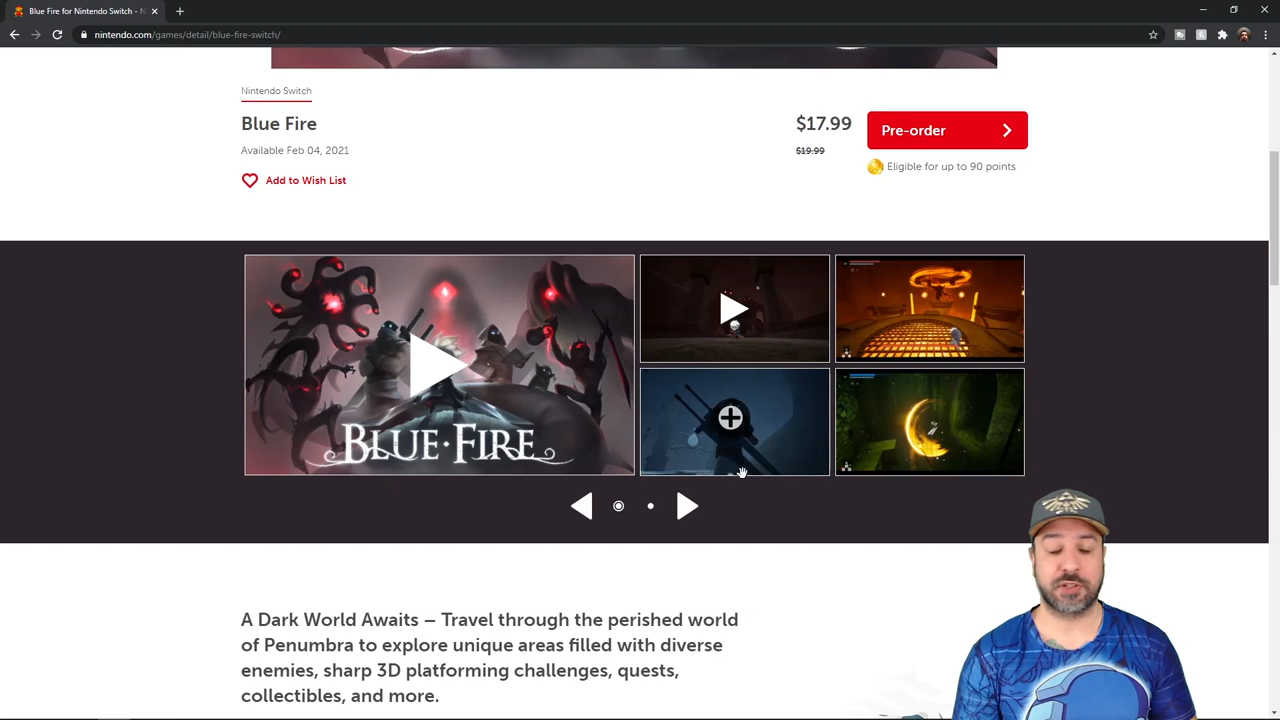 Blue Fire for Nintendo Switch - N
nintendo.com/games/detail/blue-fire-switch/
Nintendo Switch
Blue Fire
$17.99
Pre-order
Available Feb 04, 2021
$19.99
Eligible for up to 90 points
Add to Wish List
BLUE·FIRE
A Dark World Awaits – Travel through the perished world
of Penumbra to explore unique areas filled with diverse
enemies, sharp 3D platforming challenges, quests,
collectibles, and more.